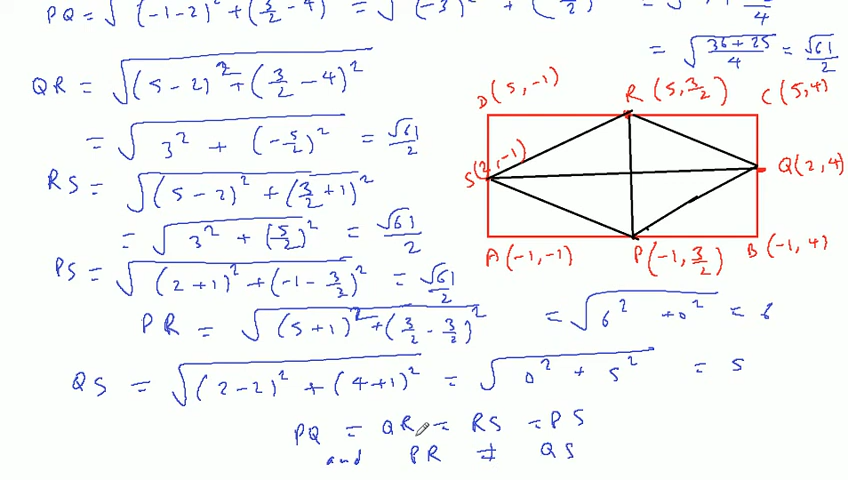 PQ = √(-1-2)² + (3/2 - 4)² = √(-3)² +
= √(36+25)/4 = √61/2
QR = √(5-2)² + (3/2 - 4)²
= √3² + (-5/2)² = √61/2
RS = √(5-2)² + (3/2 + 1)²
= √3² + (5/2)² = √61/2
PS = √(2+1)² + (-1 - 3/2)² = √61/2
PR = √(5+1)² + (3/2 - 3/2)² = √6² + 0² = 6
QS = √(2-2)² + (4+1)² = √0² + 5² = 5
PQ = QR = RS = PS
and PR ≠ QS
D(5,-1) R(5,3/2) C(5,4)
S(2,-1) Q(2,4)
A(-1,-1) P(-1,3/2) B(-1,4)